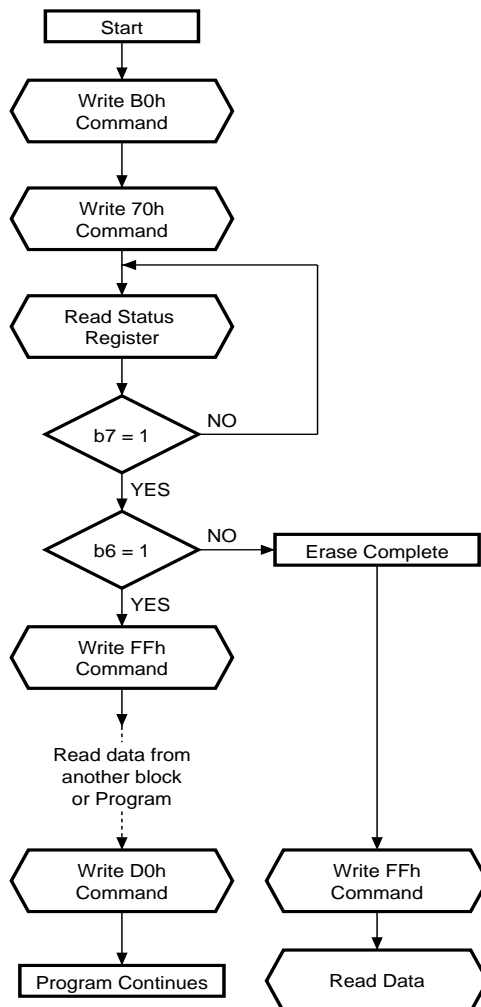 Start
Write B0h
Command
Write 70h
Command
Read Status
Register
b7 = 1
NO
YES
b6 = 1
NO
Erase Complete
YES
Write FFh
Command
Read data from
another block
or Program
Write D0h
Command
Write FFh
Command
Program Continues
Read Data